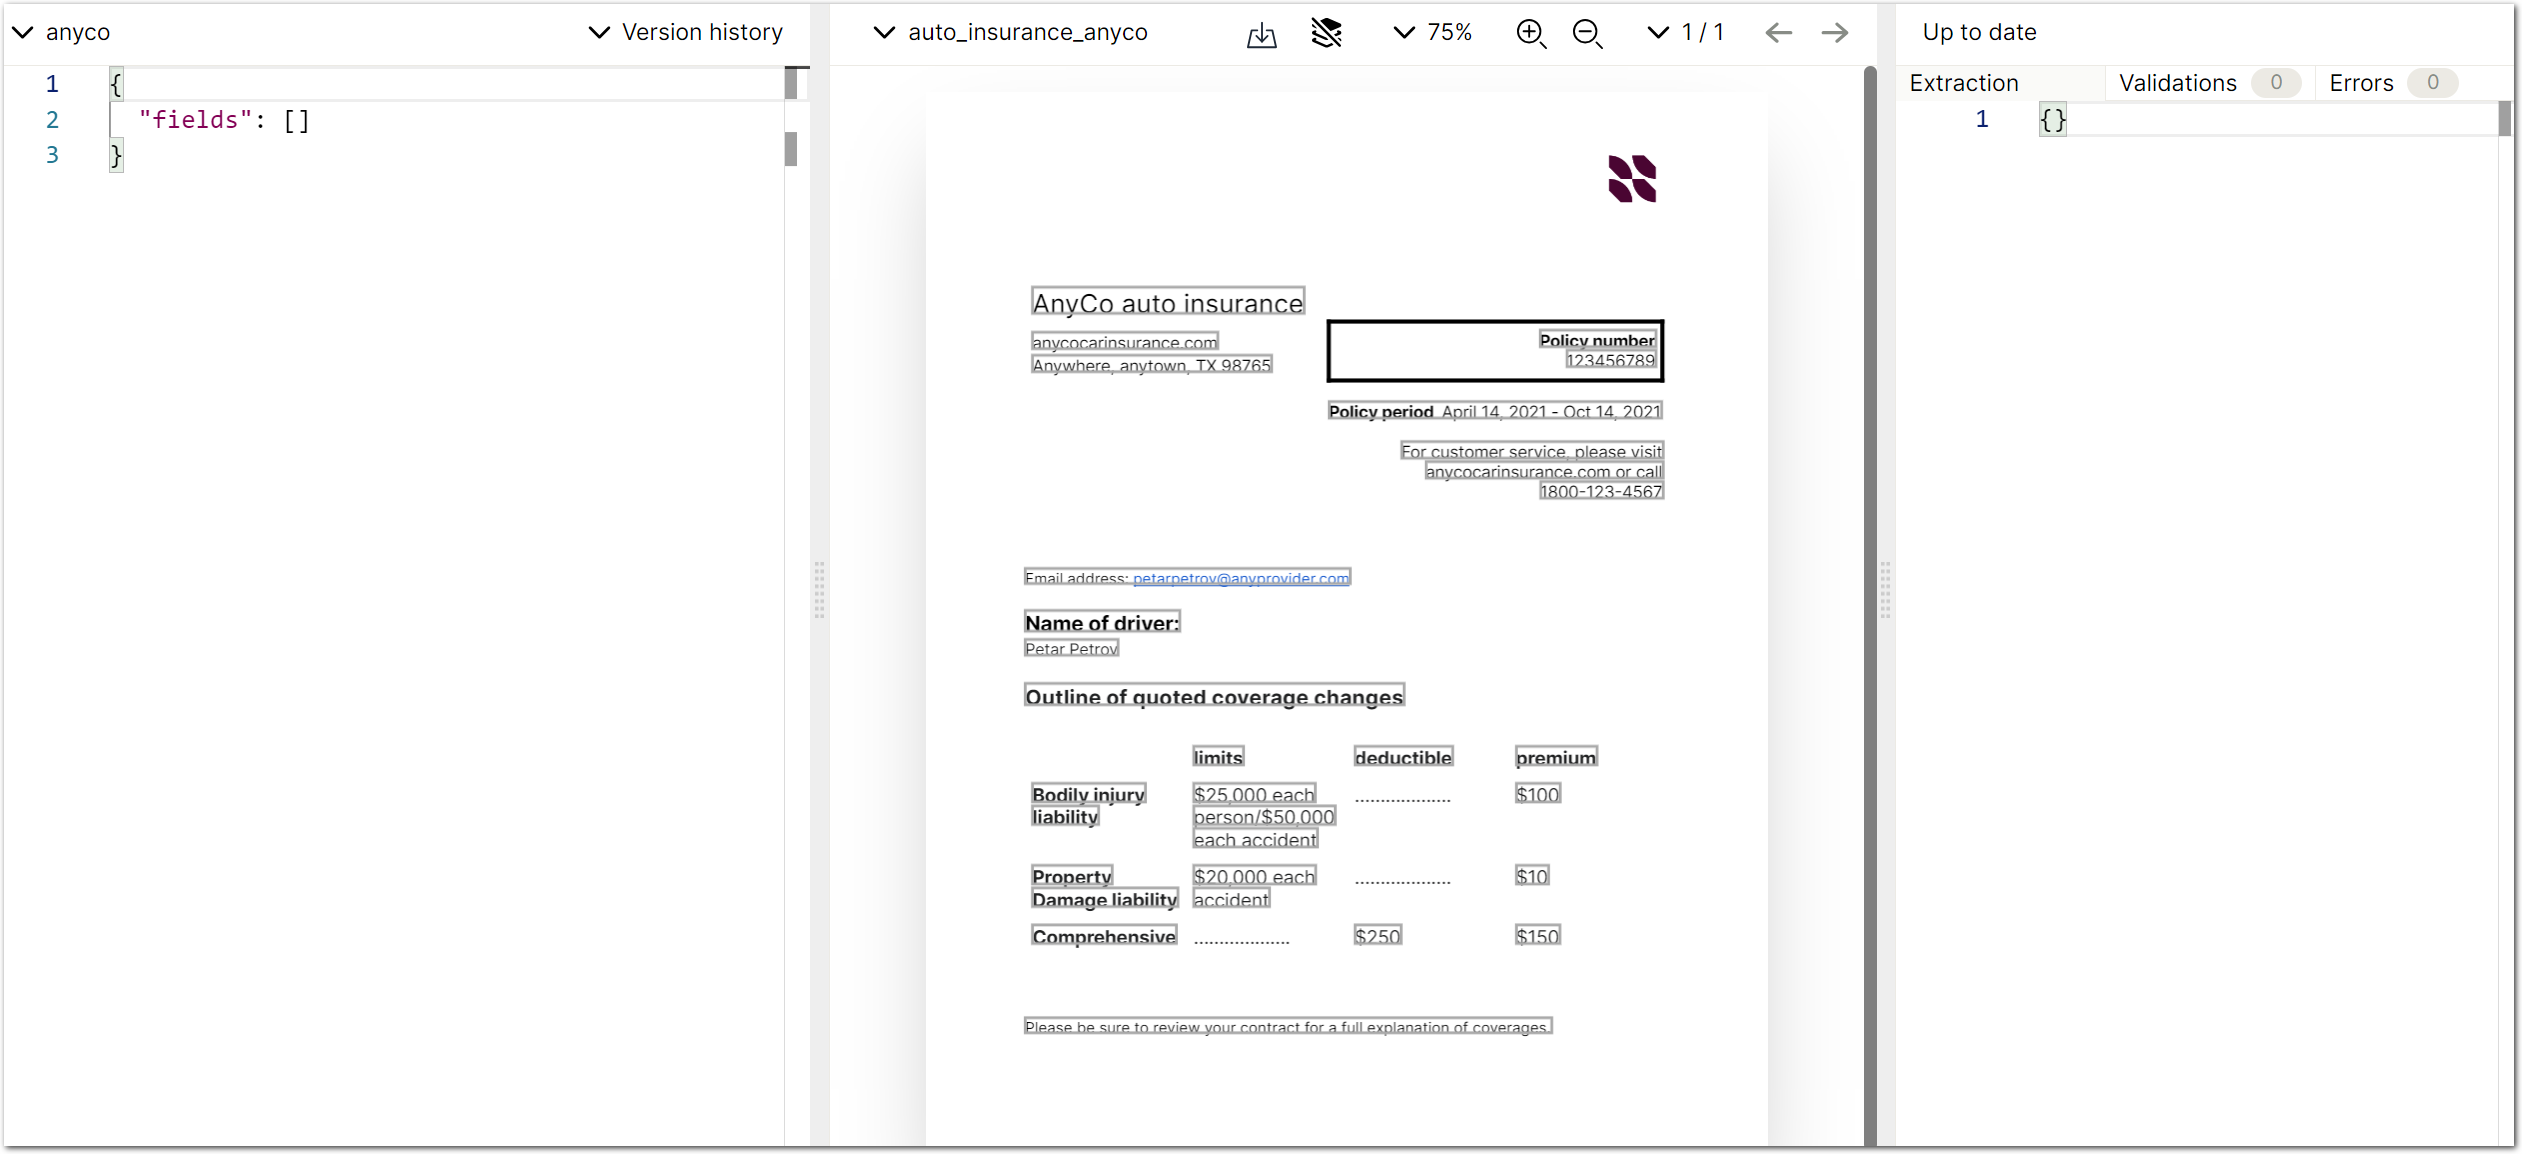 anyco
Version history
1 {
2 "fields": []
3 }
auto_insurance_anyco
75%
1 / 1
AnyCo auto insurance
anycocarinsurance.com
Anywhere, anytown, TX 98765
Policy number
123456789
Policy period April 14, 2021 - Oct 14, 2021
For customer service, please visit
anycocarinsurance.com or call
1800-123-4567
Email address: petarpetrov@anyprovider.com
Name of driver:
Petar Petrov
Outline of quoted coverage changes
limits deductible premium
Bodily injury $25,000 each ................... $100
liability person/$50,000
each accident
Property $20,000 each ................... $10
Damage liability accident
Comprehensive ................... $250 $150
Please be sure to review your contract for a full explanation of coverages.
Up to date
Extraction Validations 0 Errors 0
1 {}